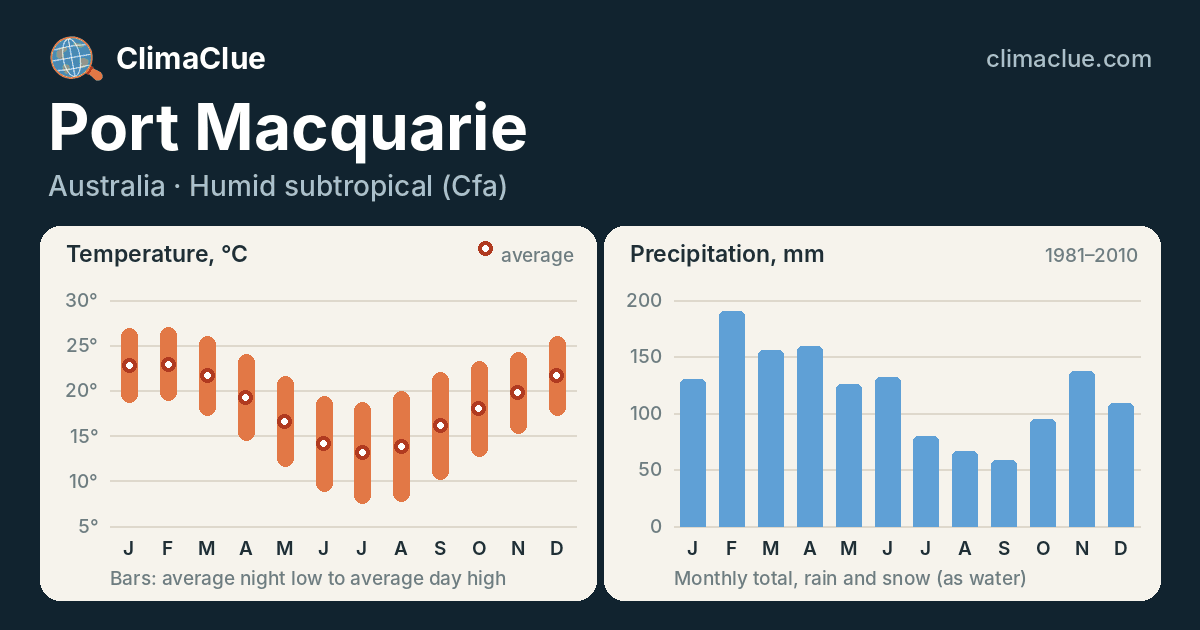 ClimaClue
climaclue.com
Port Macquarie
Australia · Humid subtropical (Cfa)
Temperature, °C
average
30°
25°
20°
15°
10°
5°
J F M A M J J A S O N D
Bars: average night low to average day high
Precipitation, mm
1981–2010
200
150
100
50
0
J F M A M J J A S O N D
Monthly total, rain and snow (as water)